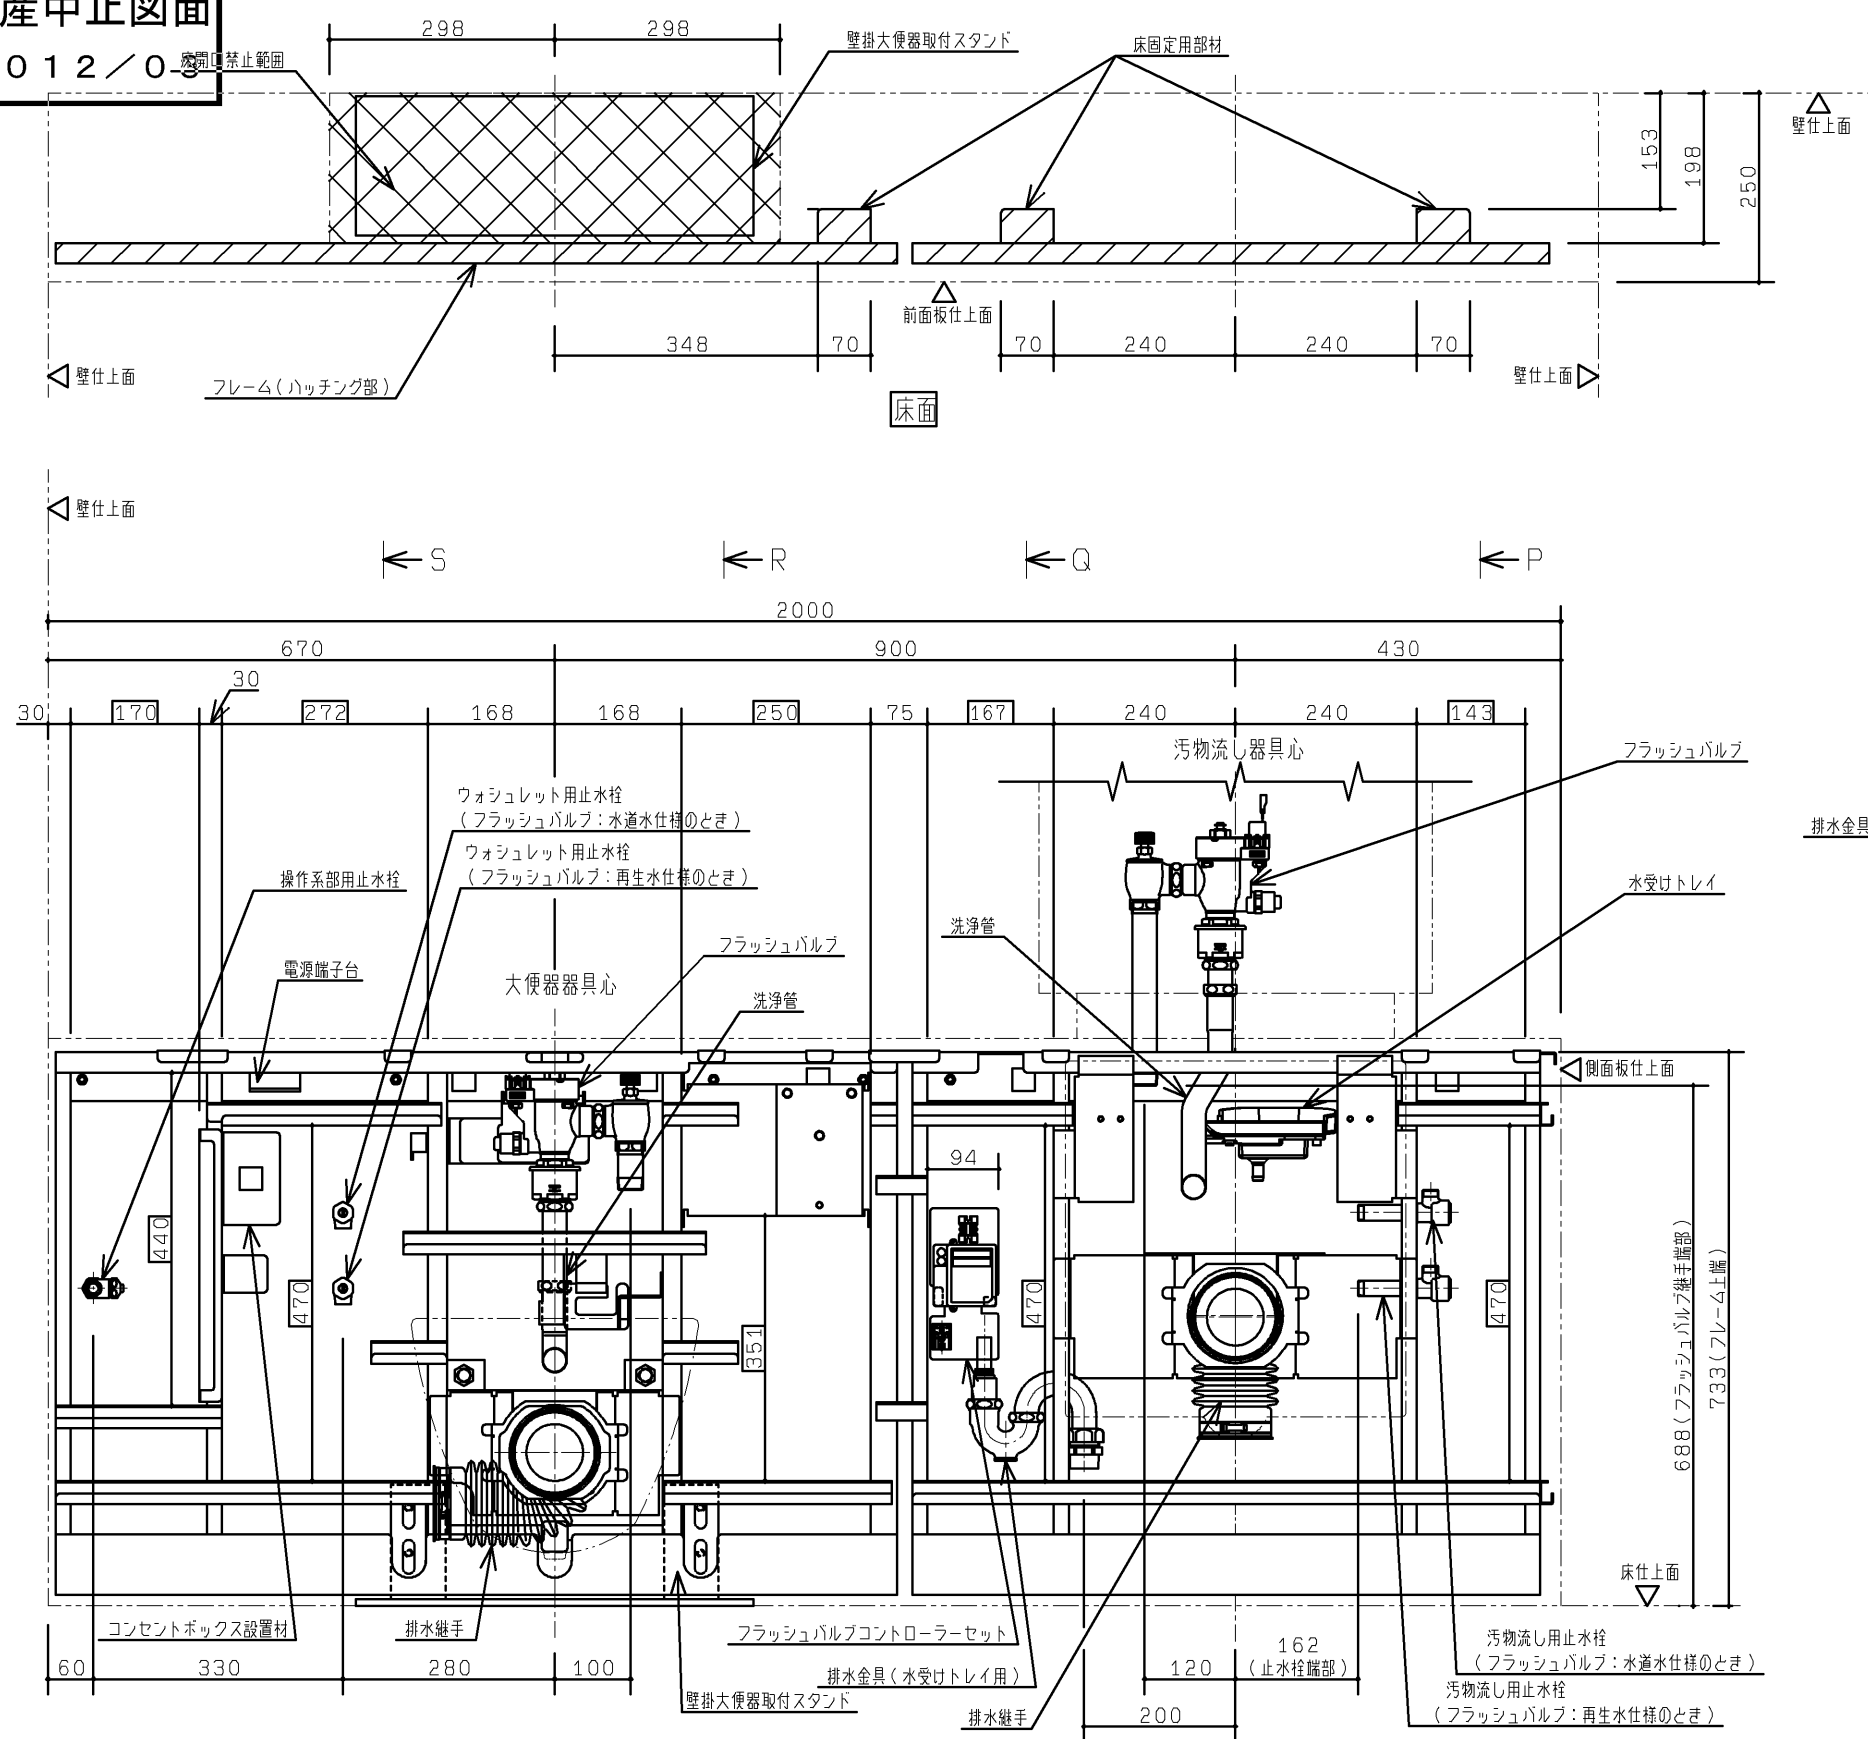 産中止図面
012/03
床開口禁止範囲
298
298
壁掛大便器取付スタンド
床固定用部材
153
198
250
壁仕上面
前面板仕上面
348
70
70
240
240
70
壁仕上面
壁仕上面
フレーム(ハッチング部)
床面
壁仕上面
S
R
Q
P
2000
670
900
430
30
30
170
272
168
168
250
75
167
240
240
143
汚物流し器具心
フラッシュバルブ
ウォシュレット用止水栓
(フラッシュバルブ:水道水仕様のとき)
ウォシュレット用止水栓
(フラッシュバルブ:再生水仕様のとき)
排水金具
操作系部用止水栓
水受けトレイ
洗浄管
フラッシュバルブ
電源端子台
大便器器具心
洗浄管
側面板仕上面
94
440
470
351
470
470
688(フラッシュバルブ継手端部)
733(フレーム上端)
床仕上面
コンセントボックス設置材
排水継手
フラッシュバルブコントローラーセット
汚物流し用止水栓
(フラッシュバルブ:水道水仕様のとき)
60
330
280
100
120
162
(止水栓端部)
排水金具(水受けトレイ用)
壁掛大便器取付スタンド
汚物流し用止水栓
(フラッシュバルブ:再生水仕様のとき)
排水継手
200